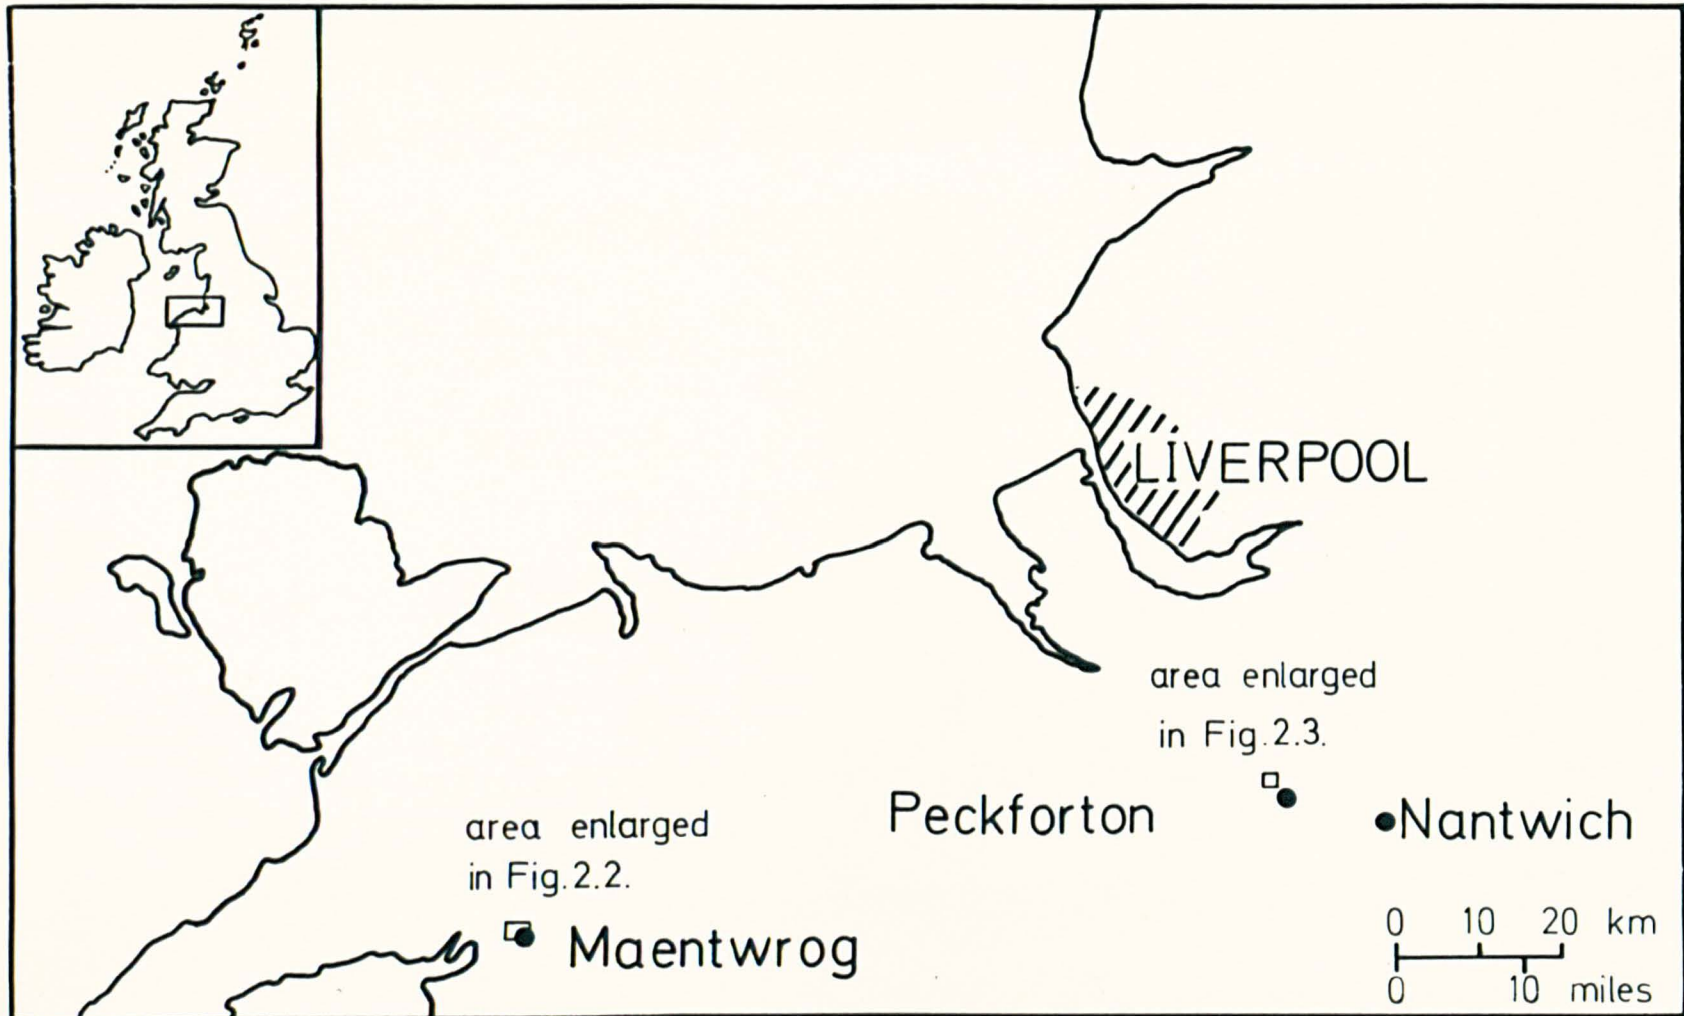 LIVERPOOL
area enlarged
in Fig.2.3.
Peckforton
Nantwich
area enlarged
in Fig.2.2.
Maentwrog
0 10 20 km
0 10 miles